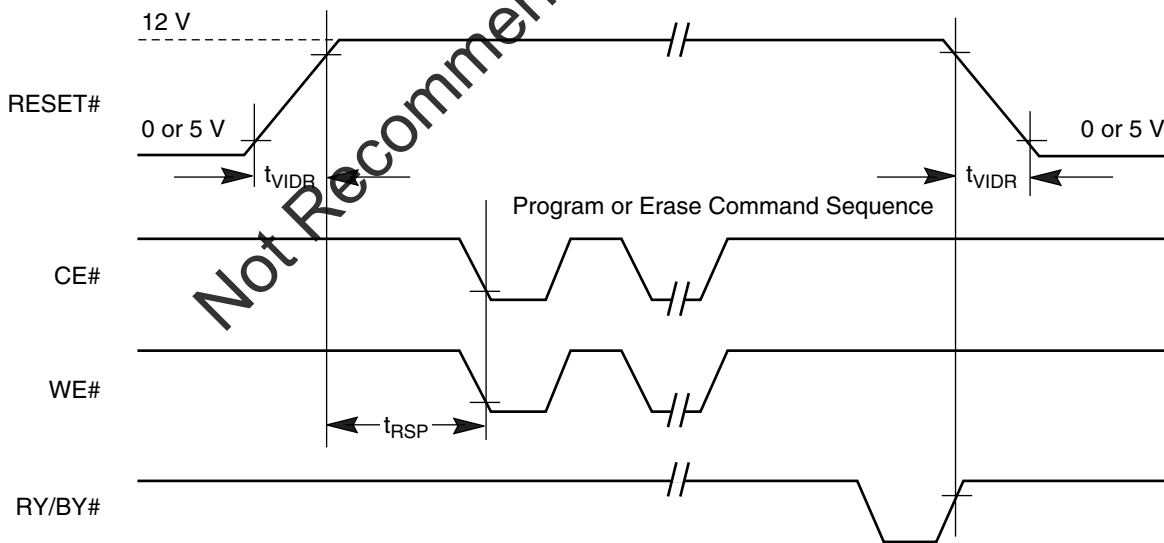 12 V
RESET#
0 or 5 V
0 or 5 V
tVIDR
tVIDR
Program or Erase Command Sequence
CE#
WE#
tRSP
RY/BY#
Not